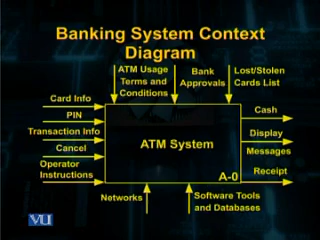 Banking System Context
Diagram
ATM Usage
Terms and
Conditions
Bank
Approvals
Lost/Stolen
Cards List
Card Info
PIN
Transaction Info
Cancel
Operator
Instructions
ATM System
A-0
Cash
Display
Messages
Receipt
Networks
Software Tools
and Databases
VU